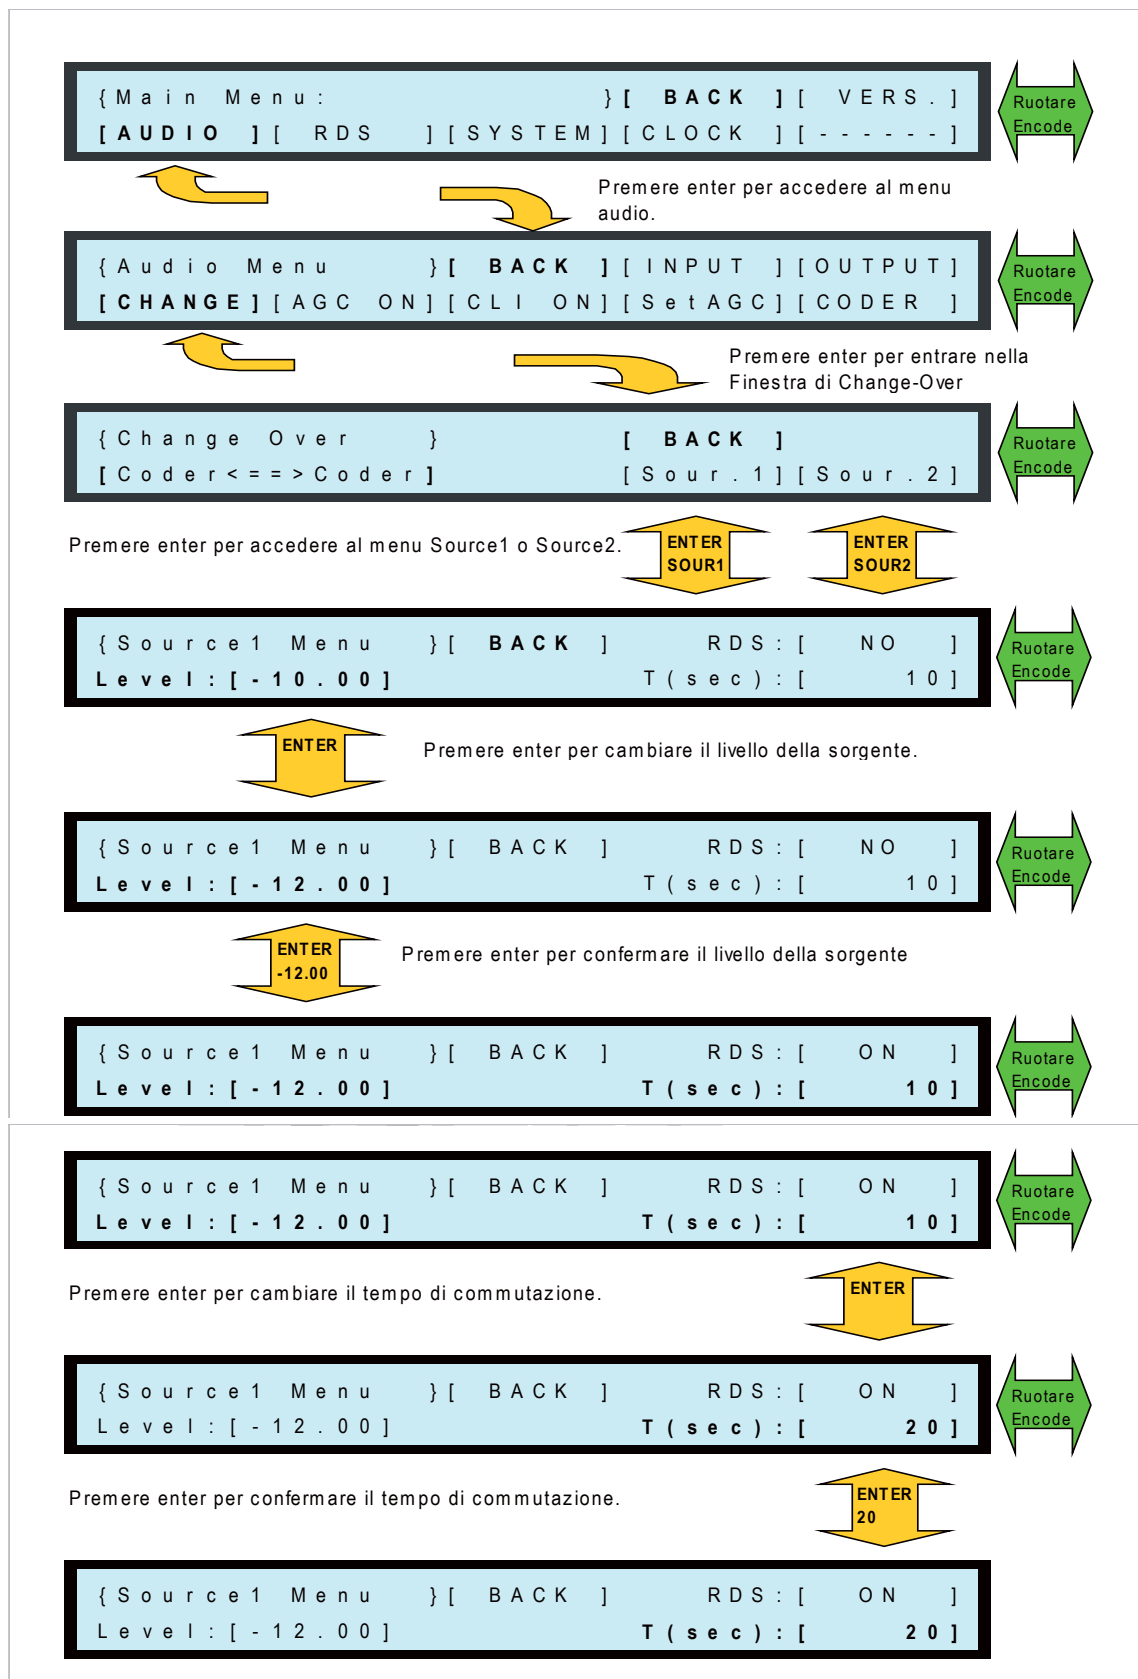 {Main Menu: }[ BACK ][ VERS.]
[AUDIO ][ RDS ][SYSTEM][CLOCK ][------]
Ruotare
Encode
Premere enter per accedere al menu
audio.
{Audio Menu }[ BACK ][INPUT ][OUTPUT]
[CHANGE][AGC ON][CLI ON][SetAGC][CODER ]
Ruotare
Encode
Premere enter per entrare nella
Finestra di Change-Over
{Change Over } [ BACK ]
[Coder<==>Coder] [Sour.1][Sour.2]
Ruotare
Encode
Premere enter per accedere al menu Source1 o Source2.
ENTER
SOUR1
ENTER
SOUR2
{Source1 Menu }[ BACK ] RDS:[ NO ]
Level:[-10.00] T(sec):[ 10]
Ruotare
Encode
ENTER
Premere enter per cambiare il livello della sorgente.
{Source1 Menu }[ BACK ] RDS:[ NO ]
Level:[-12.00] T(sec):[ 10]
Ruotare
Encode
ENTER
-12.00
Premere enter per confermare il livello della sorgente
{Source1 Menu }[ BACK ] RDS:[ ON ]
Level:[-12.00] T(sec):[ 10]
Ruotare
Encode
{Source1 Menu }[ BACK ] RDS:[ ON ]
Level:[-12.00] T(sec):[ 10]
Ruotare
Encode
Premere enter per cambiare il tempo di commutazione.
ENTER
{Source1 Menu }[ BACK ] RDS:[ ON ]
Level:[-12.00] T(sec):[ 20]
Ruotare
Encode
Premere enter per confermare il tempo di commutazione.
ENTER
20
{Source1 Menu }[ BACK ] RDS:[ ON ]
Level:[-12.00] T(sec):[ 20]